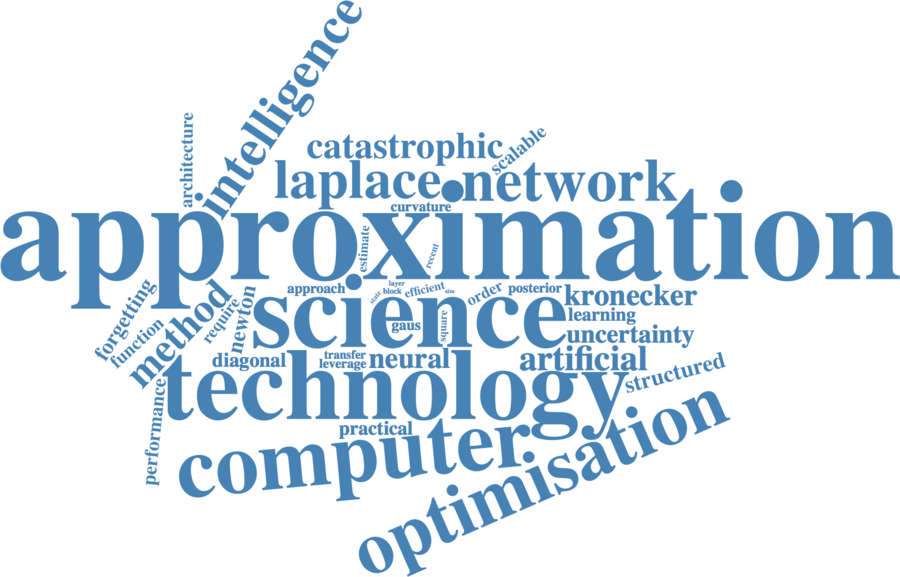 intelligence
architecture
catastrophic
scalable
laplace
network
curvature
approximation
estimate
recent
forgetting
function
method
require
newton
approach
layer
state
block
efficient
size
order
posterior
kronecker
science
gaus
square
learning
uncertainty
diagonal
transfer
leverage
neural
artificial
technology
structured
performance
practical
computer
optimisation